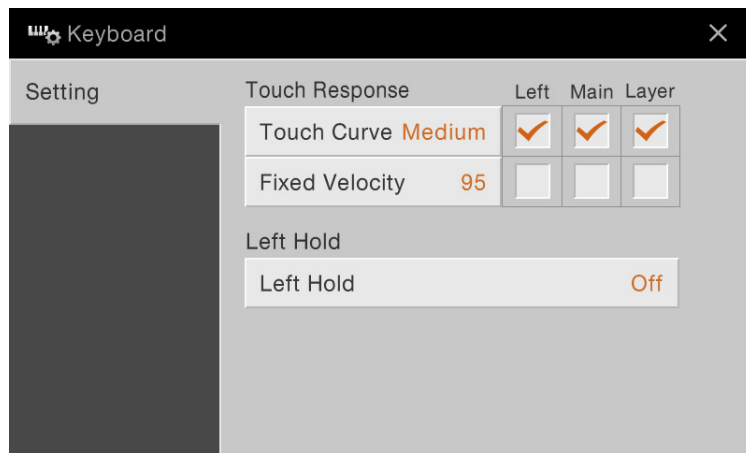 Keyboard
Setting
Touch Response Left Main Layer
Touch Curve Medium
Fixed Velocity 95
Left Hold
Left Hold Off